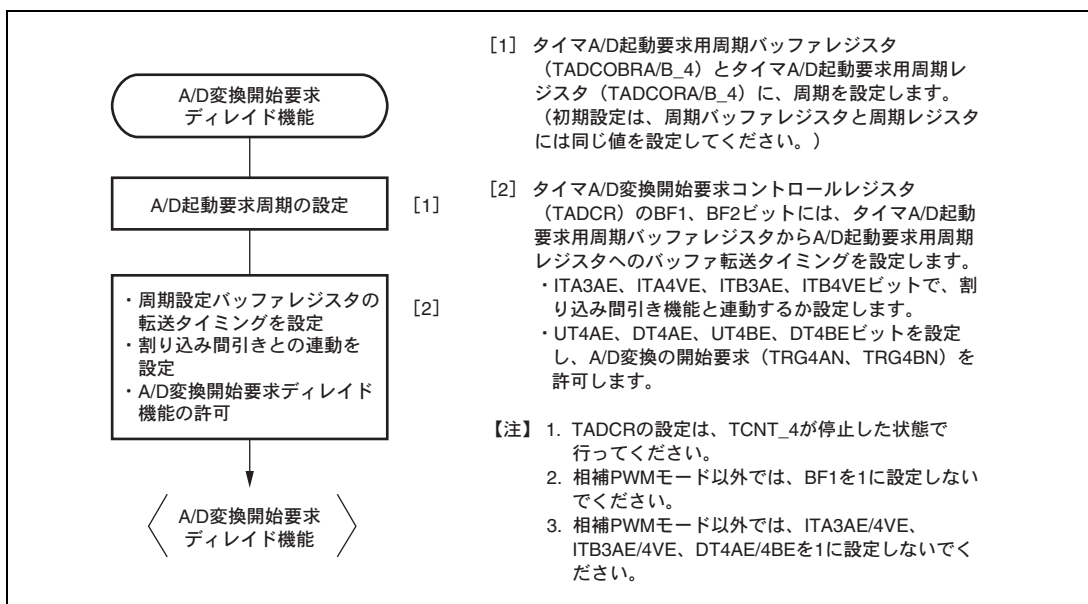 A/D変換開始要求
ディレイド機能
A/D起動要求周期の設定
[1]
・周期設定バッファレジスタの
転送タイミングを設定
・割り込み間引きとの連動を
設定
・A/D変換開始要求ディレイド
機能の許可
[2]
A/D変換開始要求
ディレイド機能
[1] タイマA/D起動要求用周期バッファレジスタ
(TADCOBRA/B_4)とタイマA/D起動要求用周期レ
ジスタ(TADCORA/B_4)に、周期を設定します。
(初期設定は、周期バッファレジスタと周期レジスタ
には同じ値を設定してください。)
[2] タイマA/D変換開始要求コントロールレジスタ
(TADCR)のBF1、BF2ビットには、タイマA/D起動
要求用周期バッファレジスタからA/D起動要求用周期
レジスタへのバッファ転送タイミングを設定します。
・ITA3AE、ITA4VE、ITB3AE、ITB4VEビットで、割
り込み間引き機能と連動するか設定します。
・UT4AE、DT4AE、UT4BE、DT4BEビットを設定
し、A/D変換の開始要求(TRG4AN、TRG4BN)を
許可します。
【注】 1. TADCRの設定は、TCNT_4が停止した状態で
行ってください。
2. 相補PWMモード以外では、BF1を1に設定しない
でください。
3. 相補PWMモード以外では、ITA3AE/4VE、
ITB3AE/4VE、DT4AE/4BEを1に設定しないでく
ださい。